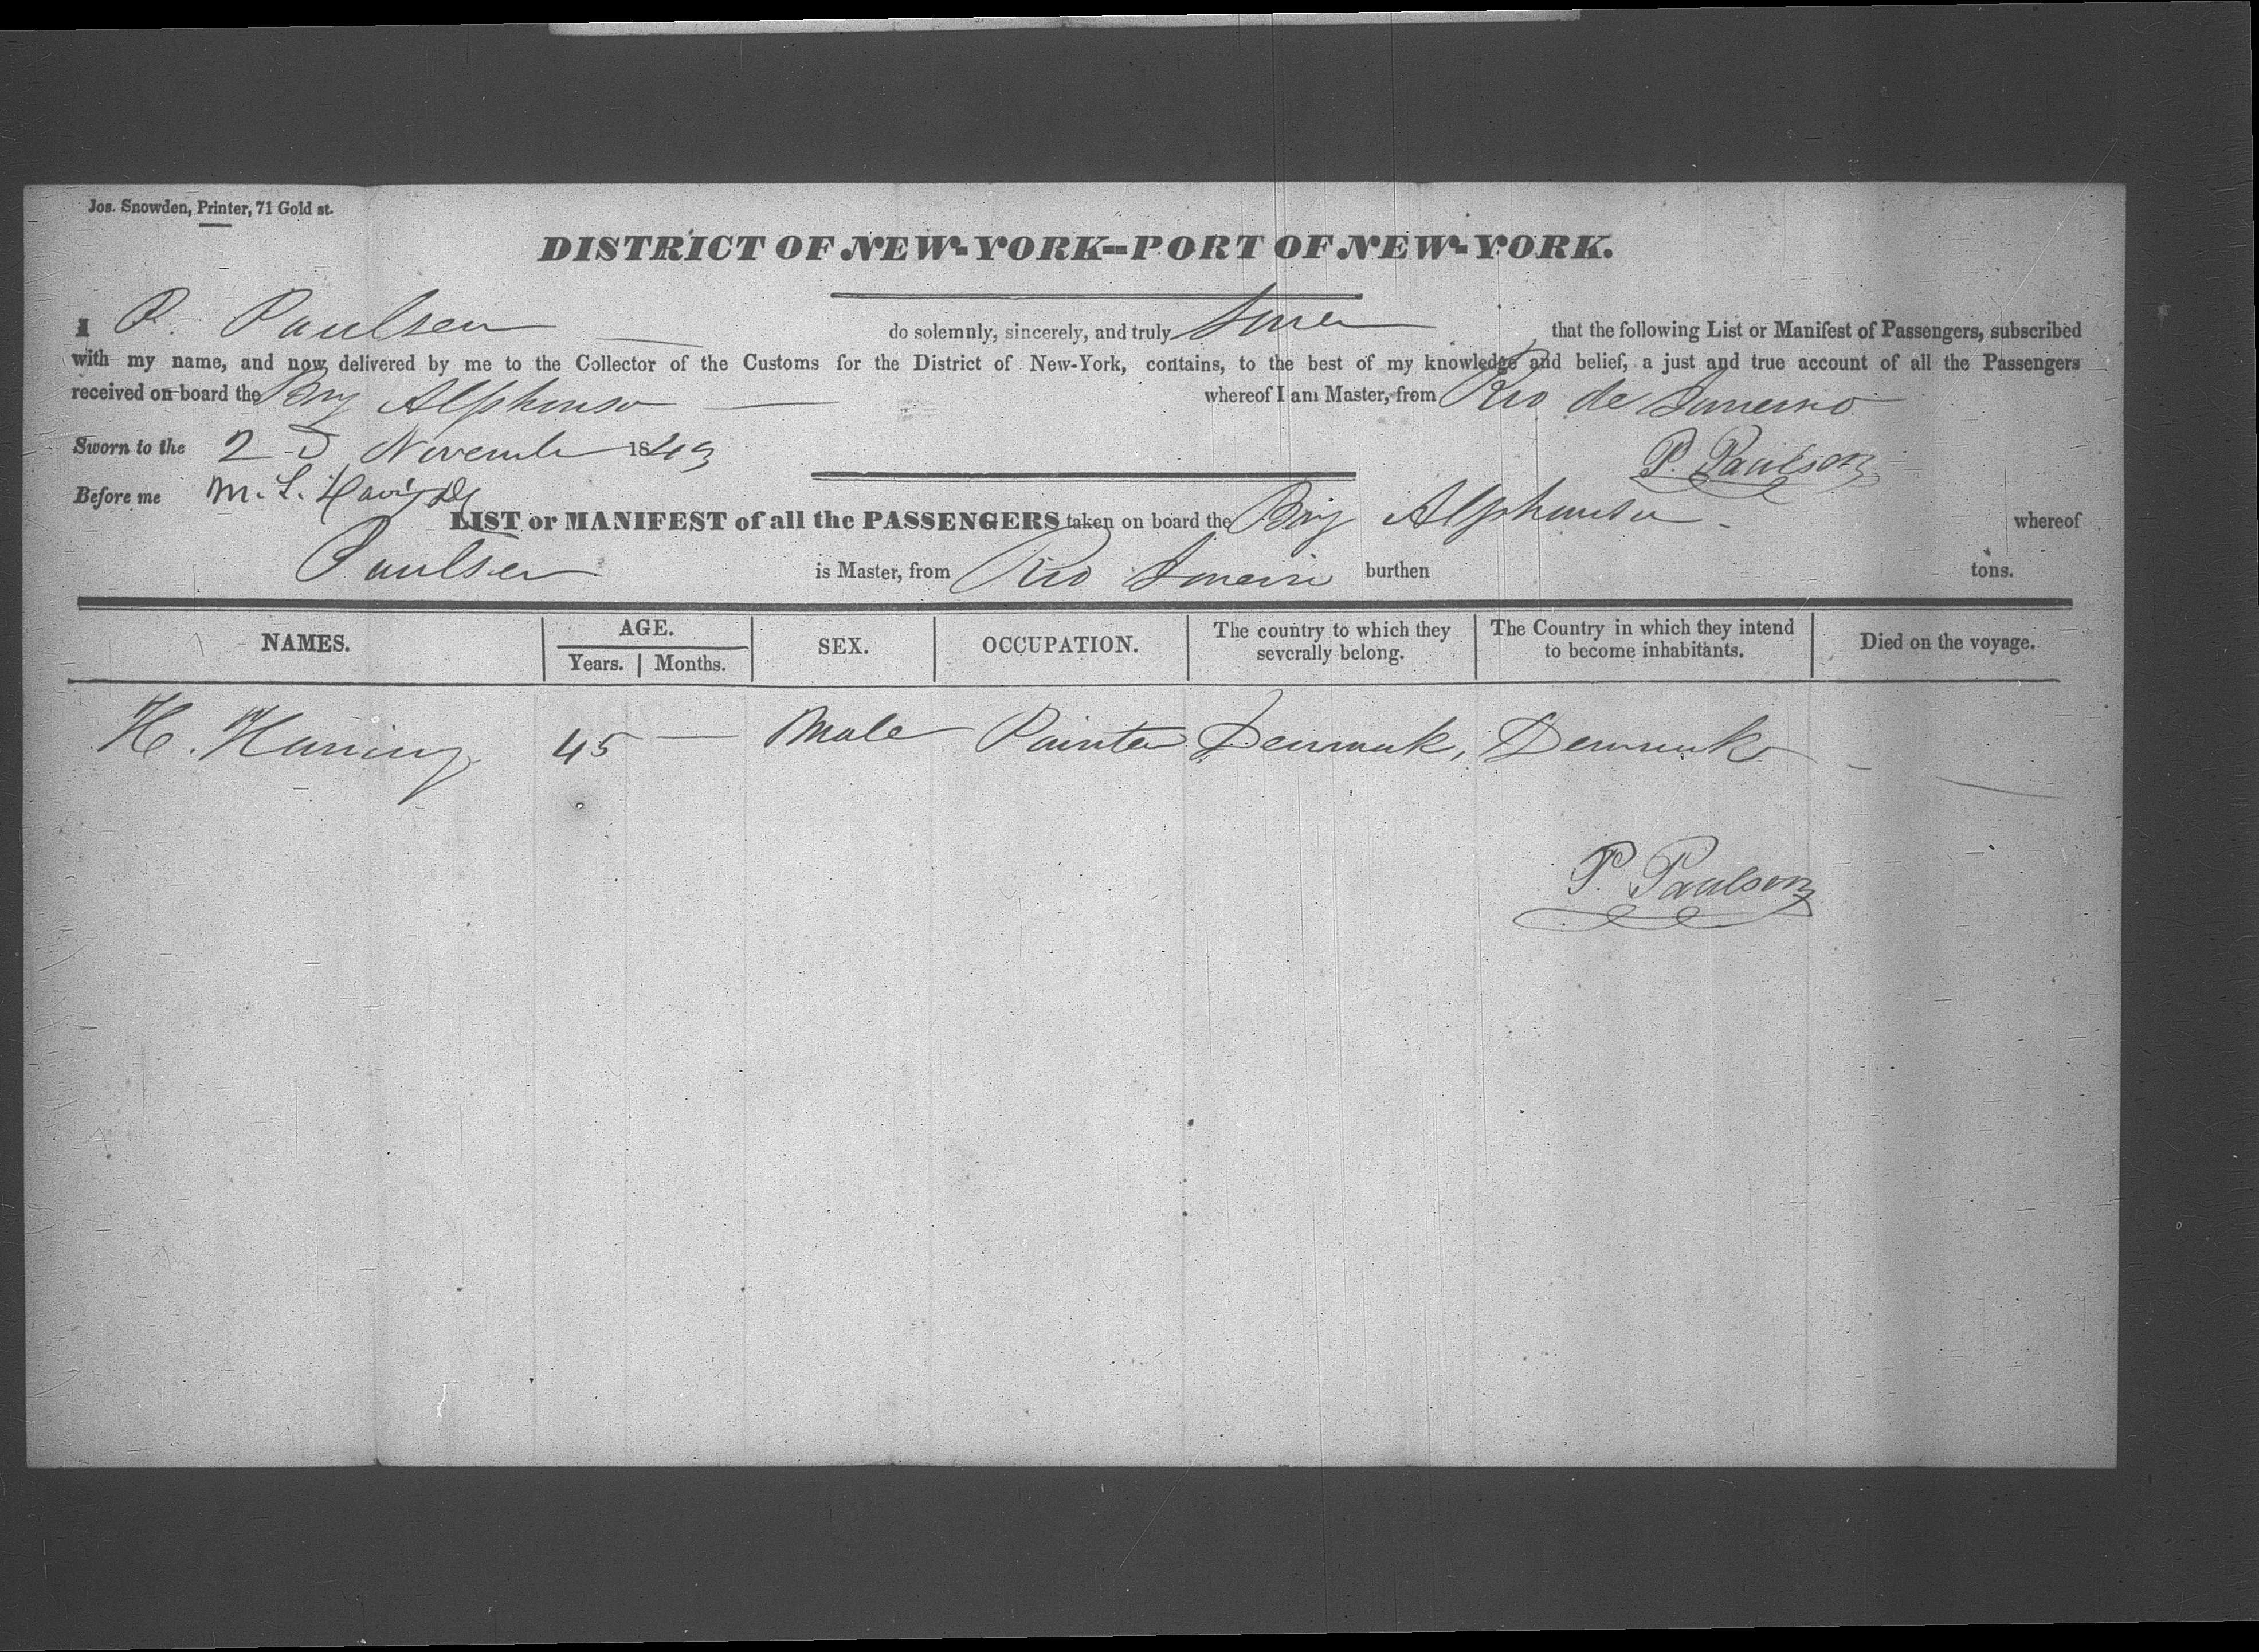 Jos. Snowden, Printer, 71 Gold st.
DISTRICT OF NEW-YORK--PORT OF NEW-YORK.
I P. Paulsen do solemnly, sincerely, and truly that the following List or Manifest of Passengers, subscribed
with my name, and now delivered by me to the Collector of the Customs for the District of New-York, contains, to the best of my knowledge and belief, a just and true account of all the Passengers
received on board the Brig Alphonso whereof I am Master, from Rio de Janeiro
Sworn to the November 1843
P. Paulsen
Before me M. L. Davis
LIST or MANIFEST of all the PASSENGERS taken on board the Brig Alphonso whereof
Paulsen is Master, from Rio Janeiro burthen tons.
NAMES. AGE. Years. Months. SEX. OCCUPATION. The country to which they severally belong. The Country in which they intend to become inhabitants. Died on the voyage.
H. 45 — Male Painter Denmark, Denmark
P. Paulsen